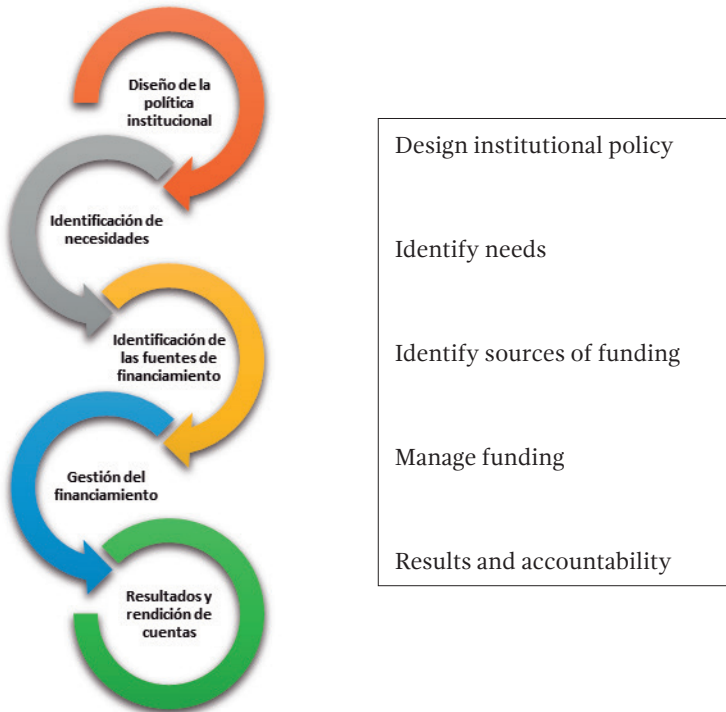 Diseño de la
política
institucional
Identificación de
necesidades
Identificación de
las fuentes de
financiamiento
Gestión del
financiamiento
Resultados y
rendición de
cuentas
Design institutional policy
Identify needs
Identify sources of funding
Manage funding
Results and accountability